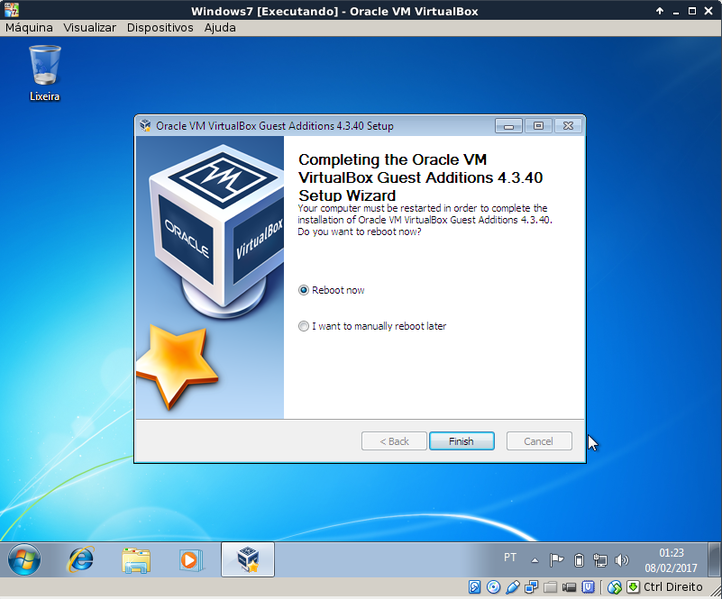 Windows7 [Executando] - Oracle VM VirtualBox
Máquina Visualizar Dispositivos Ajuda
Lixeira
Oracle VM VirtualBox Guest Additions 4.3.40 Setup
Completing the Oracle VM
VirtualBox Guest Additions 4.3.40
Setup Wizard
Your computer must be restarted in order to complete the
installation of Oracle VM VirtualBox Guest Additions 4.3.40.
Do you want to reboot now?
ORACLE
VirtualBox
Reboot now
I want to manually reboot later
< Back
Finish
Cancel
PT
01:23
08/02/2017
Ctrl Direito